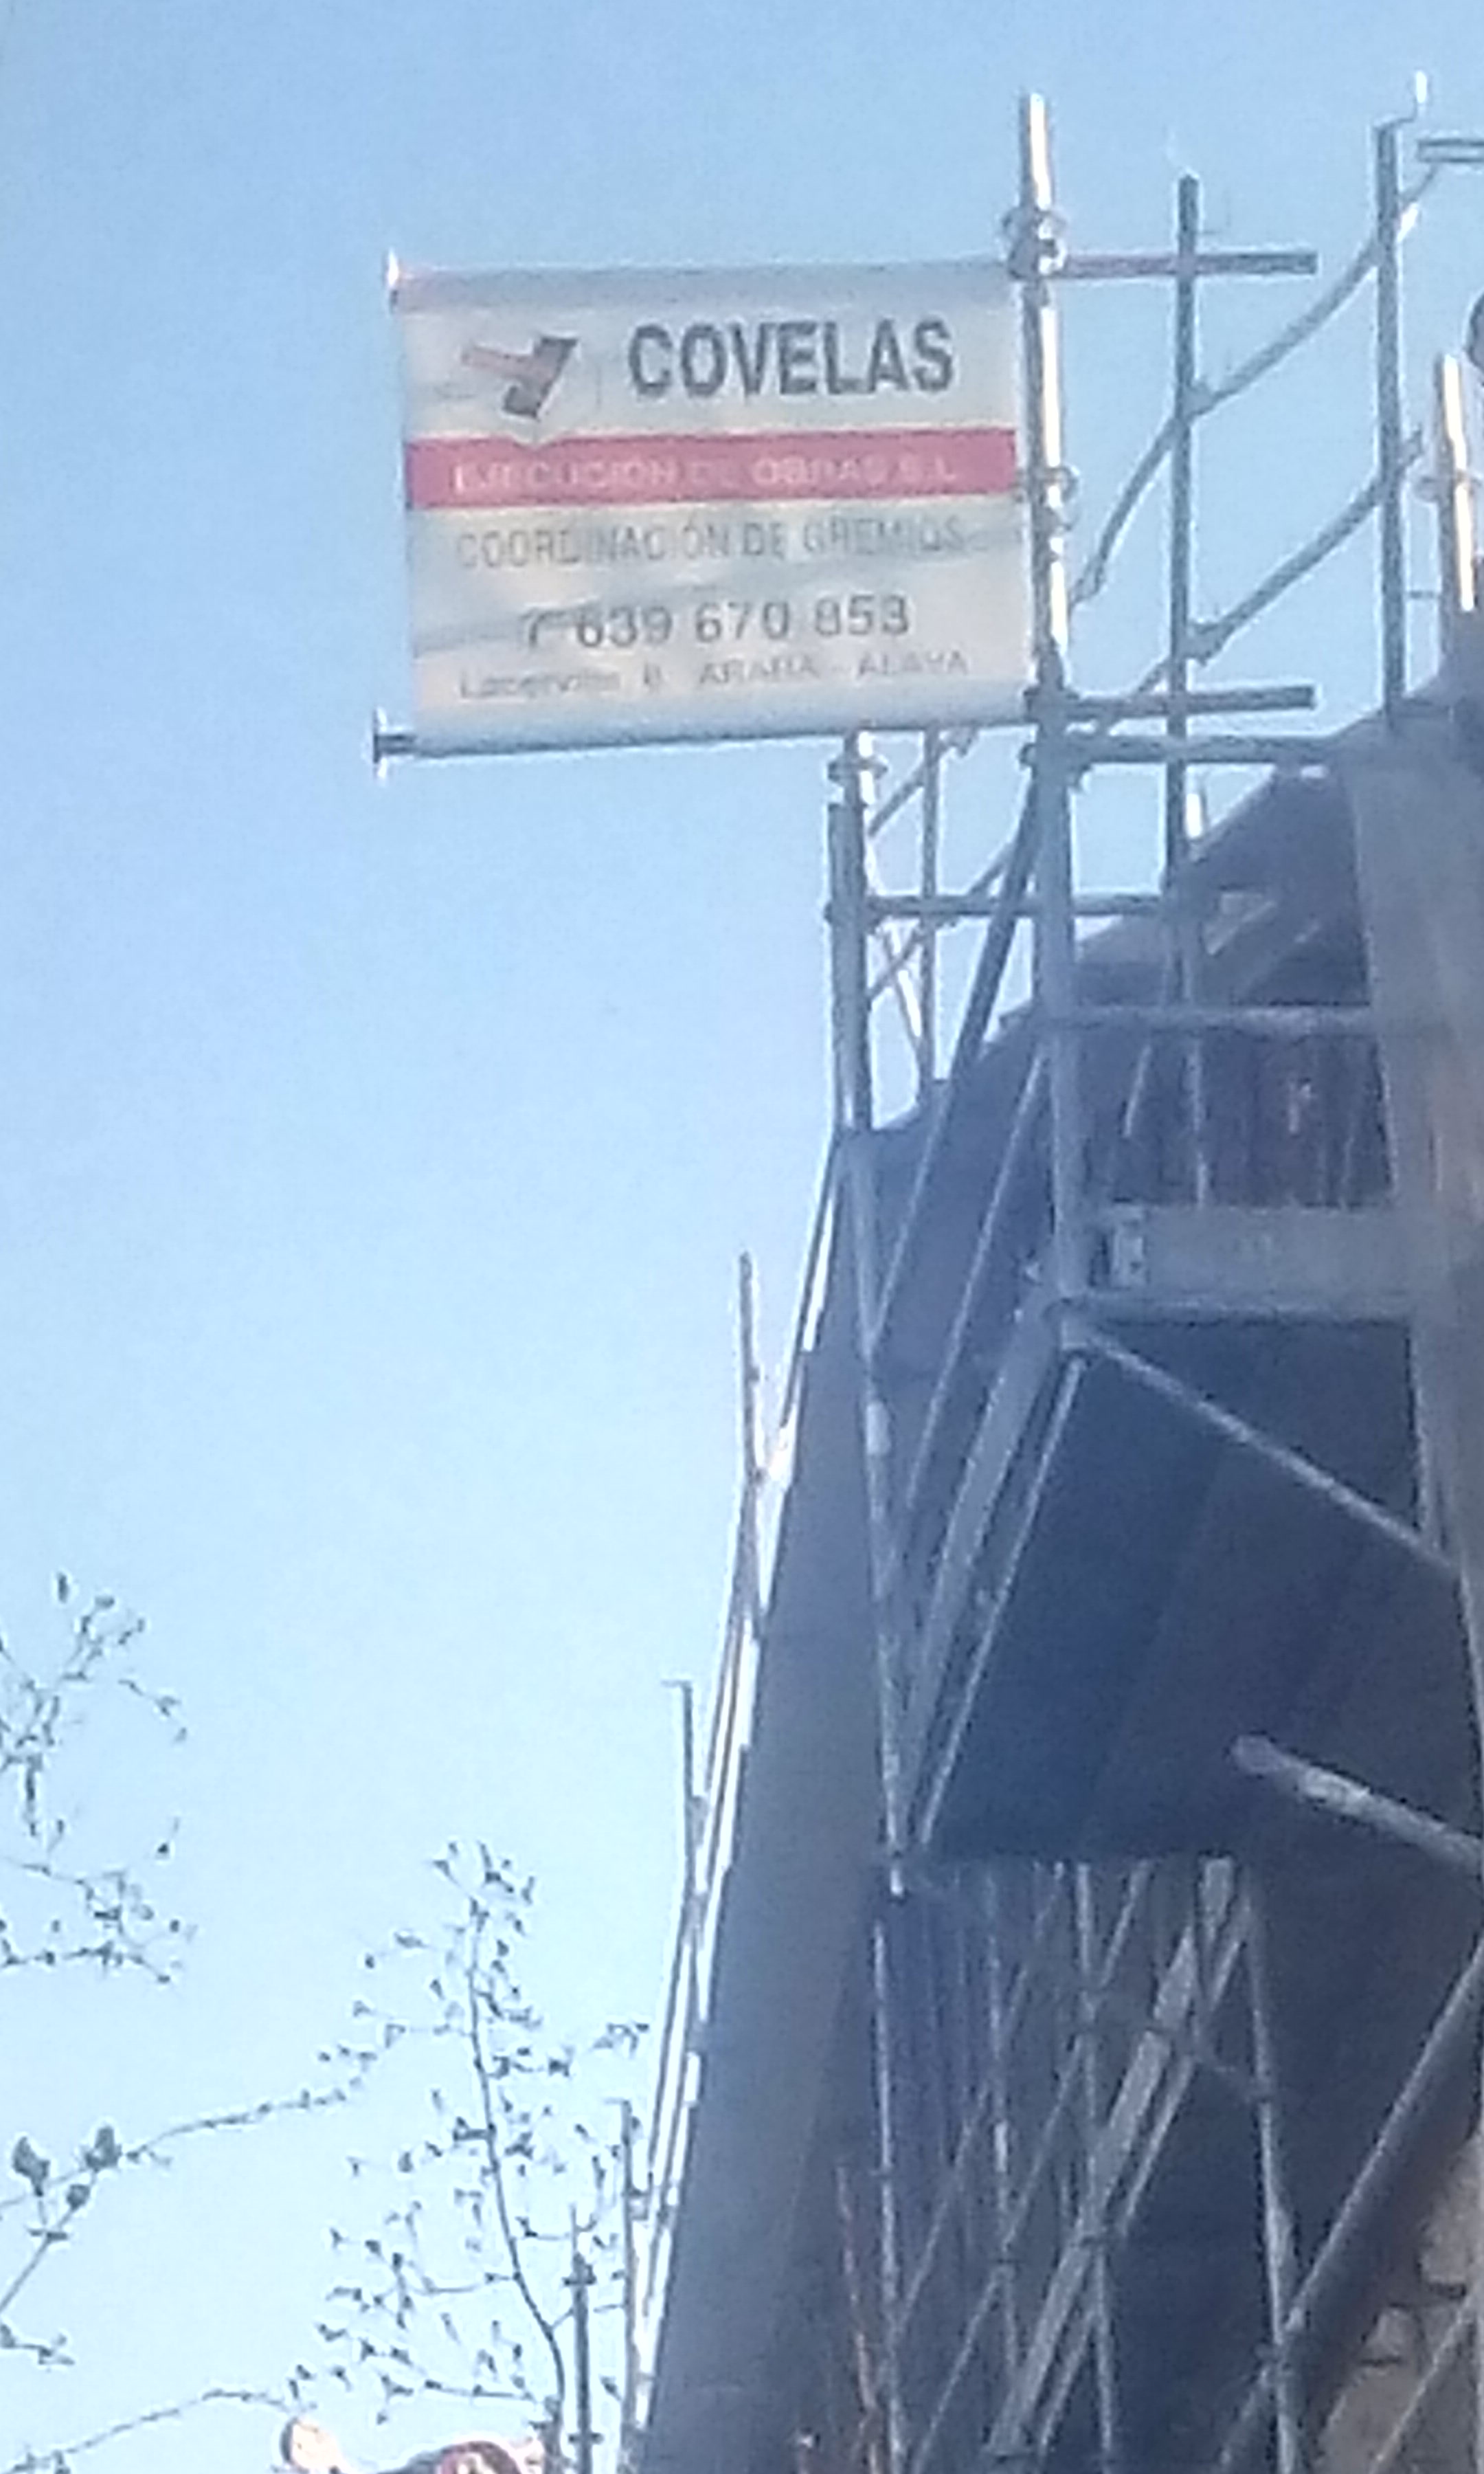 COVELAS
EJECUCIÓN DE OBRAS S.L.
COORDINACIÓN DE GREMIOS
639 670 853
ARABA - ALAVA